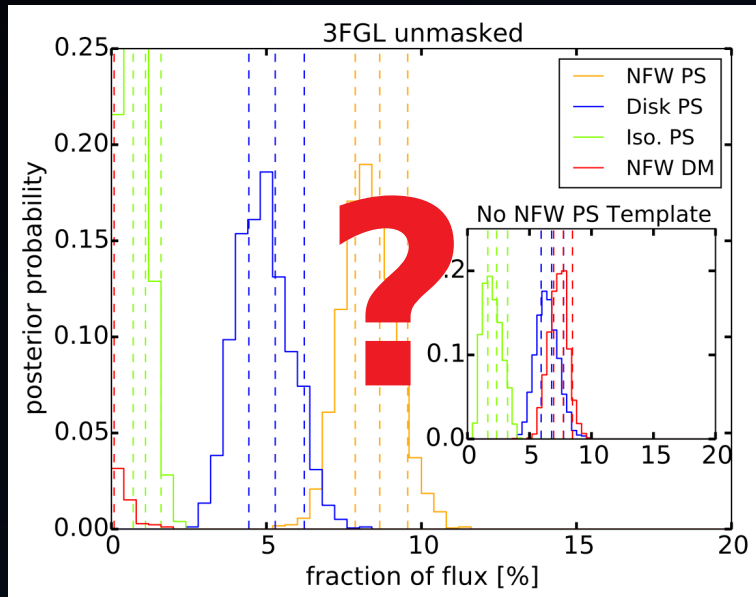 3FGL unmasked
0.25
0.20
0.15
0.10
0.05
0.00
posterior probability
0
5
10
15
20
fraction of flux [%]
NFW PS
Disk PS
Iso. PS
NFW DM
?
No NFW PS Template
.2
0.1
0.0
0
5
10
15
20